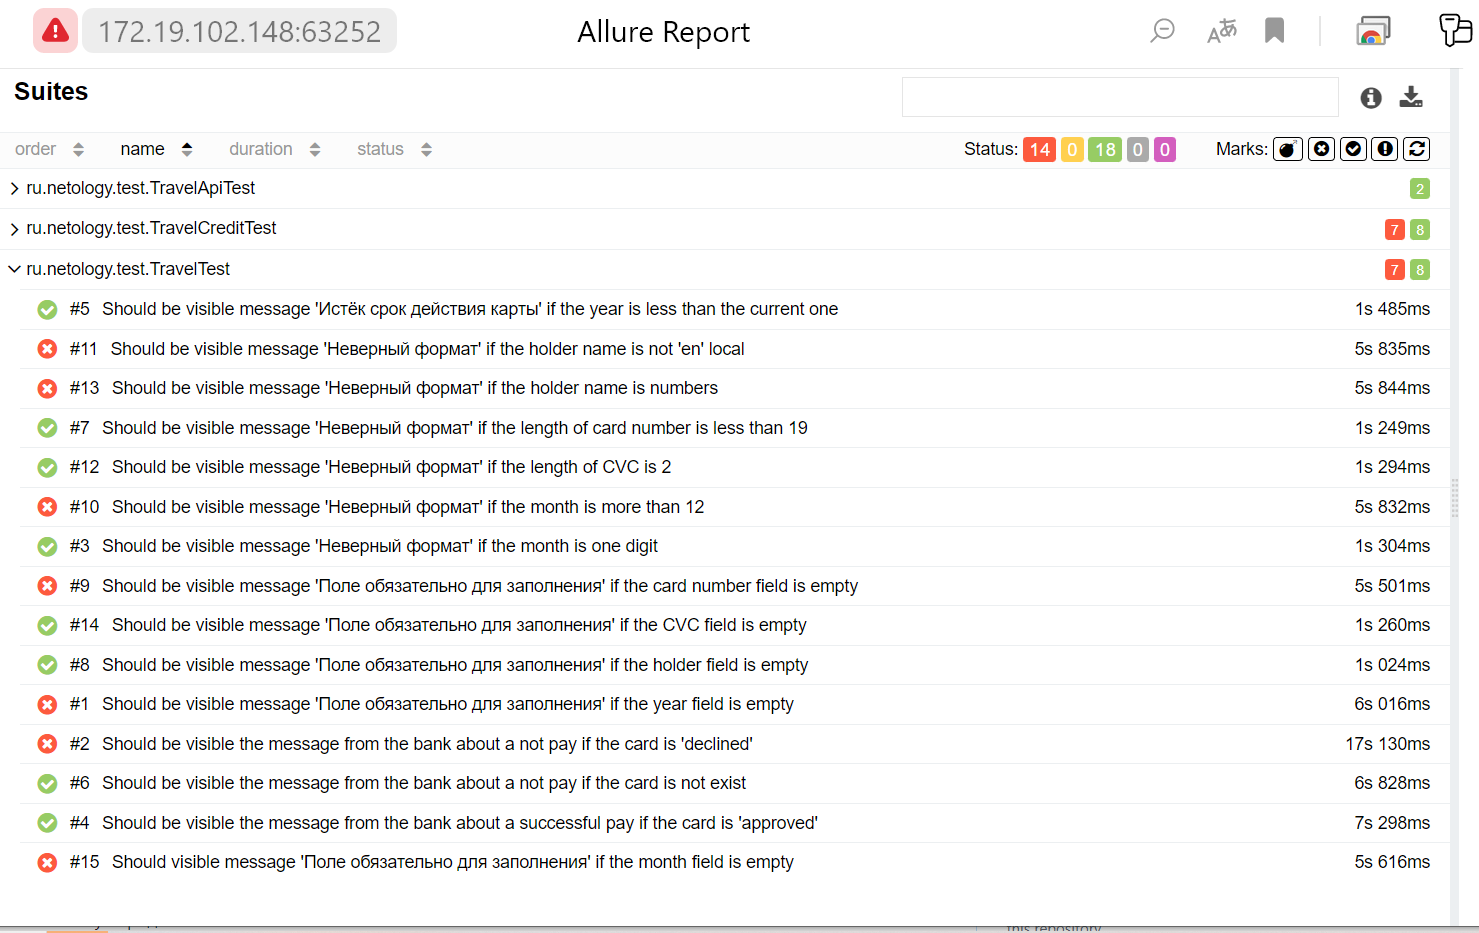 172.19.102.148:63252 Allure Report
Suites
order name duration status Status: 14 0 18 0 0 Marks:
ru.netology.test.TravelApiTest 2
ru.netology.test.TravelCreditTest 7 8
ru.netology.test.TravelTest 7 8
#5 Should be visible message 'Истёк срок действия карты' if the year is less than the current one 1s 485ms
#11 Should be visible message 'Неверный формат' if the holder name is not 'en' local 5s 835ms
#13 Should be visible message 'Неверный формат' if the holder name is numbers 5s 844ms
#7 Should be visible message 'Неверный формат' if the length of card number is less than 19 1s 249ms
#12 Should be visible message 'Неверный формат' if the length of CVC is 2 1s 294ms
#10 Should be visible message 'Неверный формат' if the month is more than 12 5s 832ms
#3 Should be visible message 'Неверный формат' if the month is one digit 1s 304ms
#9 Should be visible message 'Поле обязательно для заполнения' if the card number field is empty 5s 501ms
#14 Should be visible message 'Поле обязательно для заполнения' if the CVC field is empty 1s 260ms
#8 Should be visible message 'Поле обязательно для заполнения' if the holder field is empty 1s 024ms
#1 Should be visible message 'Поле обязательно для заполнения' if the year field is empty 6s 016ms
#2 Should be visible the message from the bank about a not pay if the card is 'declined' 17s 130ms
#6 Should be visible the message from the bank about a not pay if the card is not exist 6s 828ms
#4 Should be visible the message from the bank about a successful pay if the card is 'approved' 7s 298ms
#15 Should visible message 'Поле обязательно для заполнения' if the month field is empty 5s 616ms
this repository